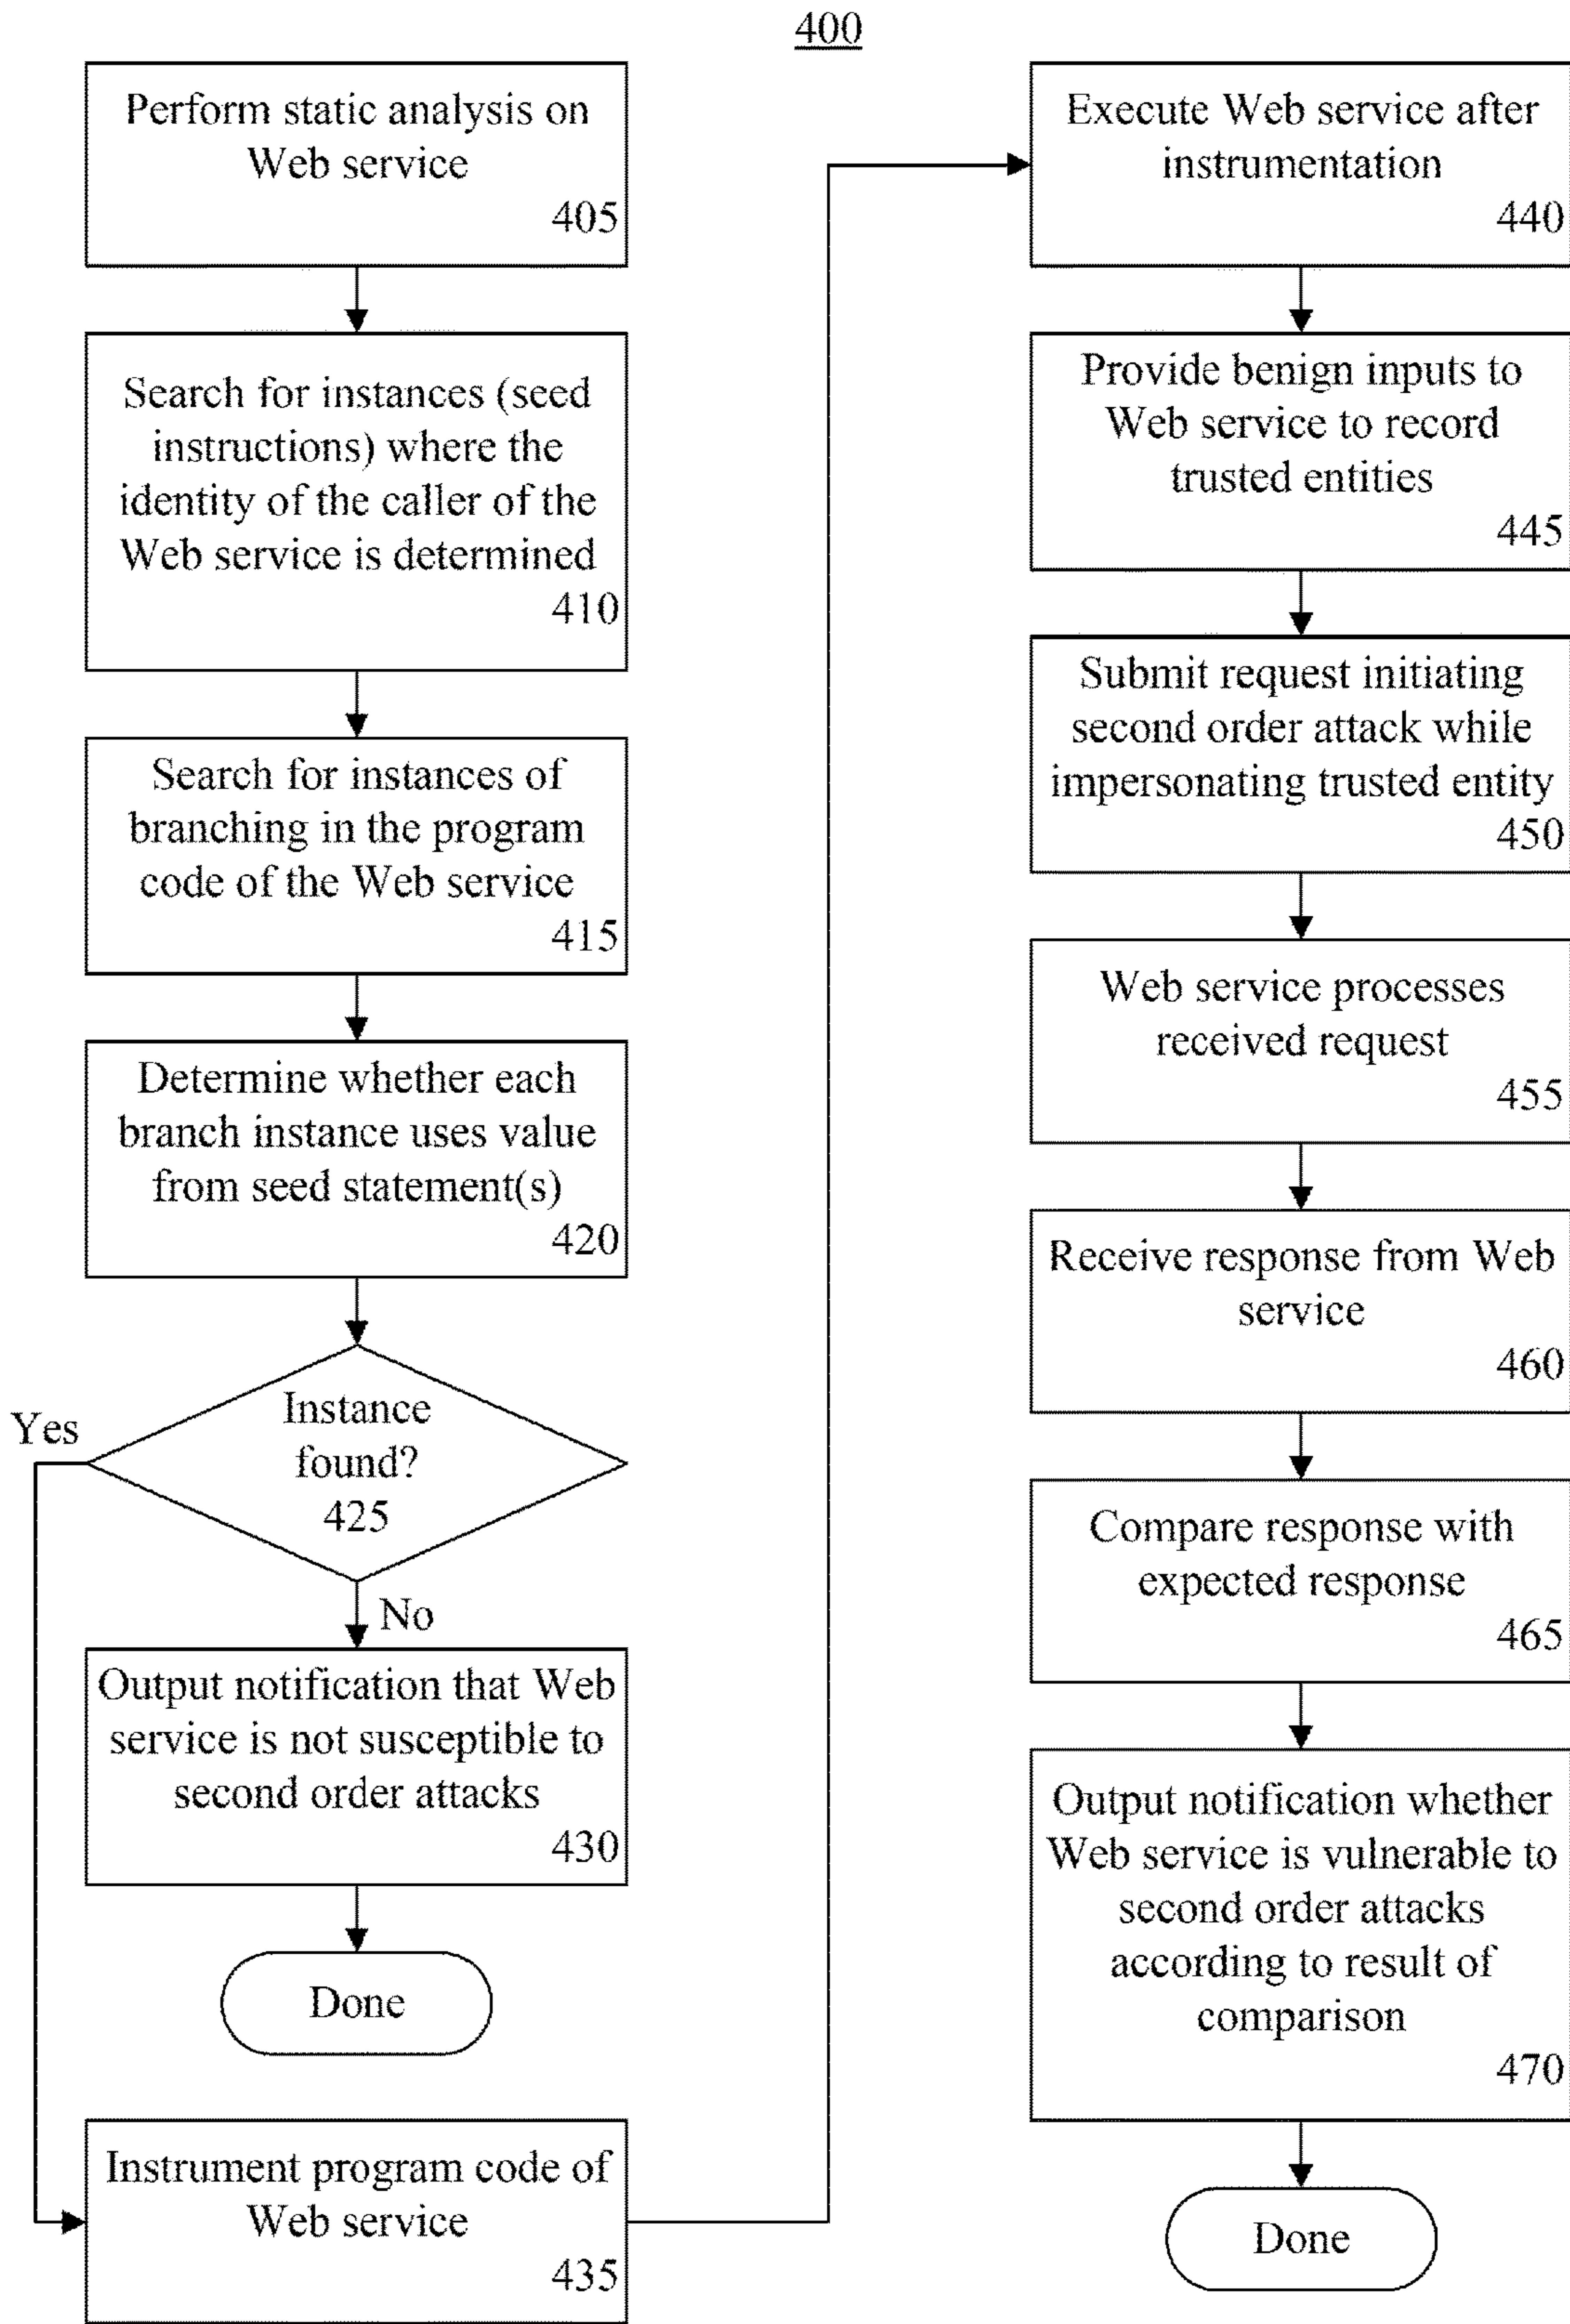 400
Perform static analysis on
Web service
405
Search for instances (seed
instructions) where the
identity of the caller of the
Web service is determined
410
Search for instances of
branching in the program
code of the Web service
415
Determine whether each
branch instance uses value
from seed statement(s)
420
Instance
found?
425
Yes
No
Output notification that Web
service is not susceptible to
second order attacks
430
Done
Instrument program code of
Web service
435
Execute Web service after
instrumentation
440
Provide benign inputs to
Web service to record
trusted entities
445
Submit request initiating
second order attack while
impersonating trusted entity
450
Web service processes
received request
455
Receive response from Web
service
460
Compare response with
expected response
465
Output notification whether
Web service is vulnerable to
second order attacks
according to result of
comparison
470
Done